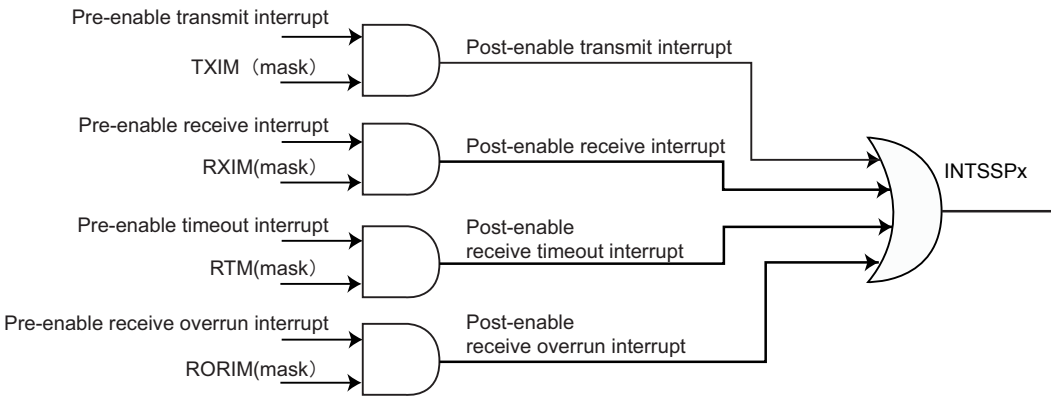 Pre-enable transmit interrupt
TXIM（mask）
Post-enable transmit interrupt
Pre-enable receive interrupt
RXIM(mask）
Post-enable receive interrupt
INTSSPx
Pre-enable timeout interrupt
RTM(mask）
Post-enable
receive timeout interrupt
Pre-enable receive overrun interrupt
RORIM(mask）
Post-enable
receive overrun interrupt